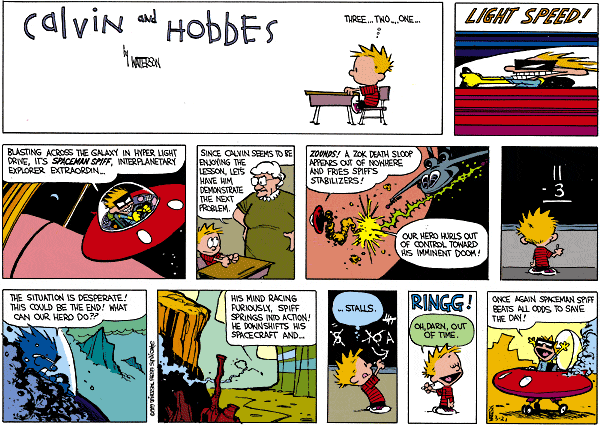 Calvin and HOBBES
by WATERSON
THREE...TWO...ONE...
LIGHT SPEED!
BLASTING ACROSS THE
GALAXY IN HYPER LIGHT
DRIVE, IT'S SPACEMAN SPIFF, INTERPLANETARY
EXPLORER EXTRAORDIN...
SINCE CALVIN SEEMS TO BE
ENJOYING THE
LESSON, LET'S
HAVE HIM
DEMONSTRATE
THE NEXT
PROBLEM.
ZOUNDS! A ZOK DEATH SLOOP
APPEARS OUT OF NOWHERE
AND FRIES SPIFF'S
STABILIZERS!
OUR HERO HURLS OUT
OF CONTROL TOWARD
HIS IMMINENT DOOM!
11
- 3
THE SITUATION IS DESPERATE!
THIS COULD BE THE END! WHAT
CAN OUR HERO DO??
HIS MIND RACING
FURIOUSLY, SPIFF
SPRINGS INTO ACTION!
HE DOWNSHIFTS HIS
SPACECRAFT AND...
...STALLS.
RINGG!
OH, DARN, OUT
OF TIME.
ONCE AGAIN SPACEMAN SPIFF
BEATS ALL ODDS TO SAVE
THE DAY!
3-21